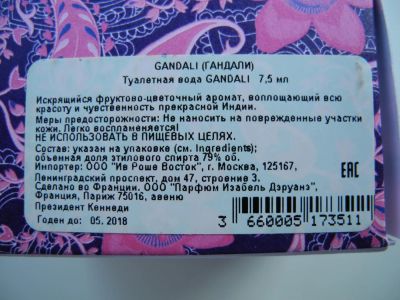 GANDALI (ГАНДАЛИ)
Туалетная вода GANDALI 7,5 мл
Искрящийся фруктово-цветочный аромат, воплощающий всю
красоту и чувственность прекрасной Индии.
Меры предосторожности: Не наносить на поврежденные участки
кожи. Легко воспламеняется!
НЕ ИСПОЛЬЗОВАТЬ В ПИЩЕВЫХ ЦЕЛЯХ.
Состав: указан на упаковке (см. Ingredients);
объемная доля этилового спирта 79% об.
Импортер: ООО "Ив Роше Восток", г. Москва, 125167,
Ленинградский проспект, дом 47, строение 3.
Сделано во Франции. ООО "Парфюм Изабель Дэруанэ",
Франция, Париж 75016, авеню
Президент Кеннеди
Годен до: 05. 2018
EAC
3 660005 173511